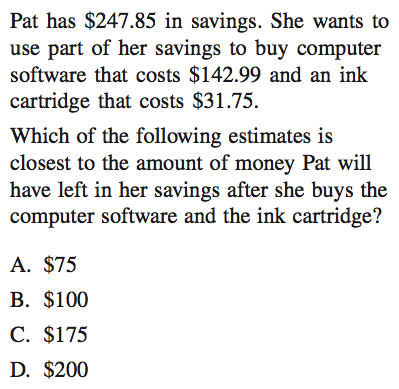 Pat has $247.85 in savings. She wants to
use part of her savings to buy computer
software that costs $142.99 and an ink
cartridge that costs $31.75.
Which of the following estimates is
closest to the amount of money Pat will
have left in her savings after she buys the
computer software and the ink cartridge?
A. $75
B. $100
C. $175
D. $200